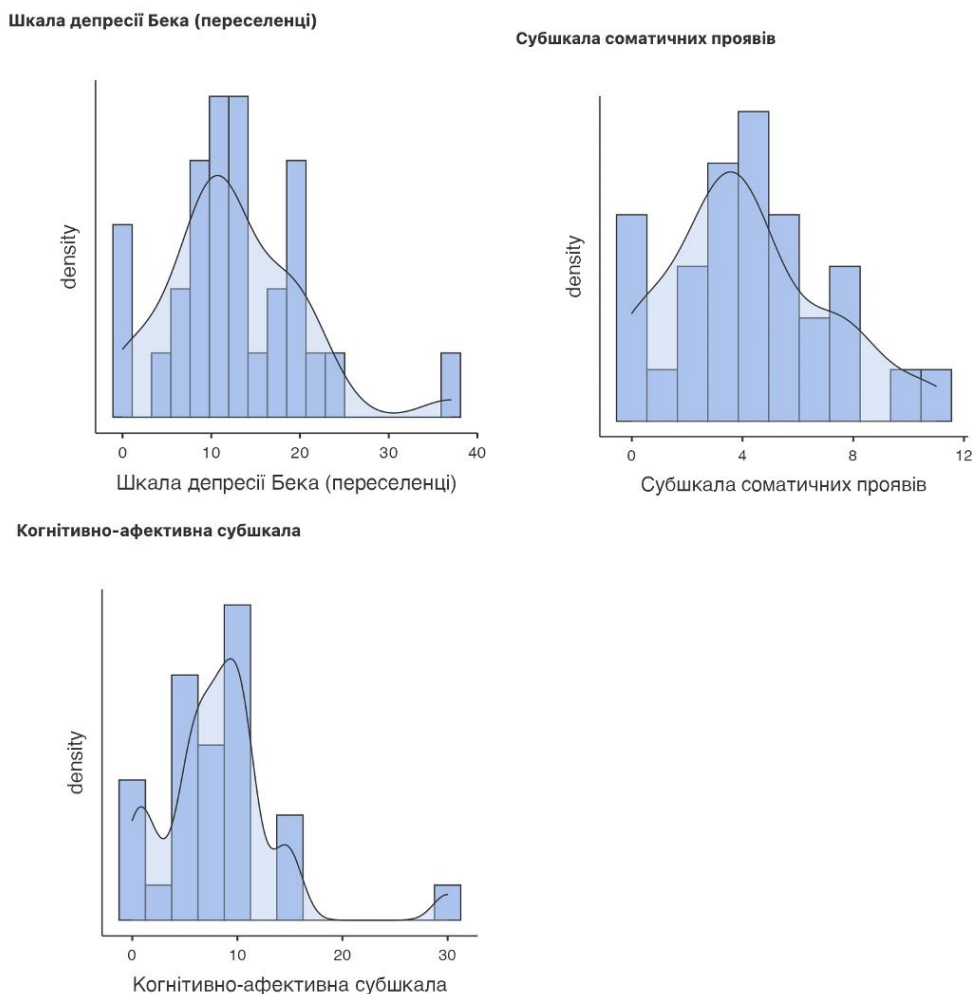 Шкала депресії Бека (переселенці)
density
0 10 20 30 40
Шкала депресії Бека (переселенці)
Субшкала соматичних проявів
density
0 4 8 12
Субшкала соматичних проявів
Когнітивно-афективна субшкала
density
0 10 20 30
Когнітивно-афективна субшкала